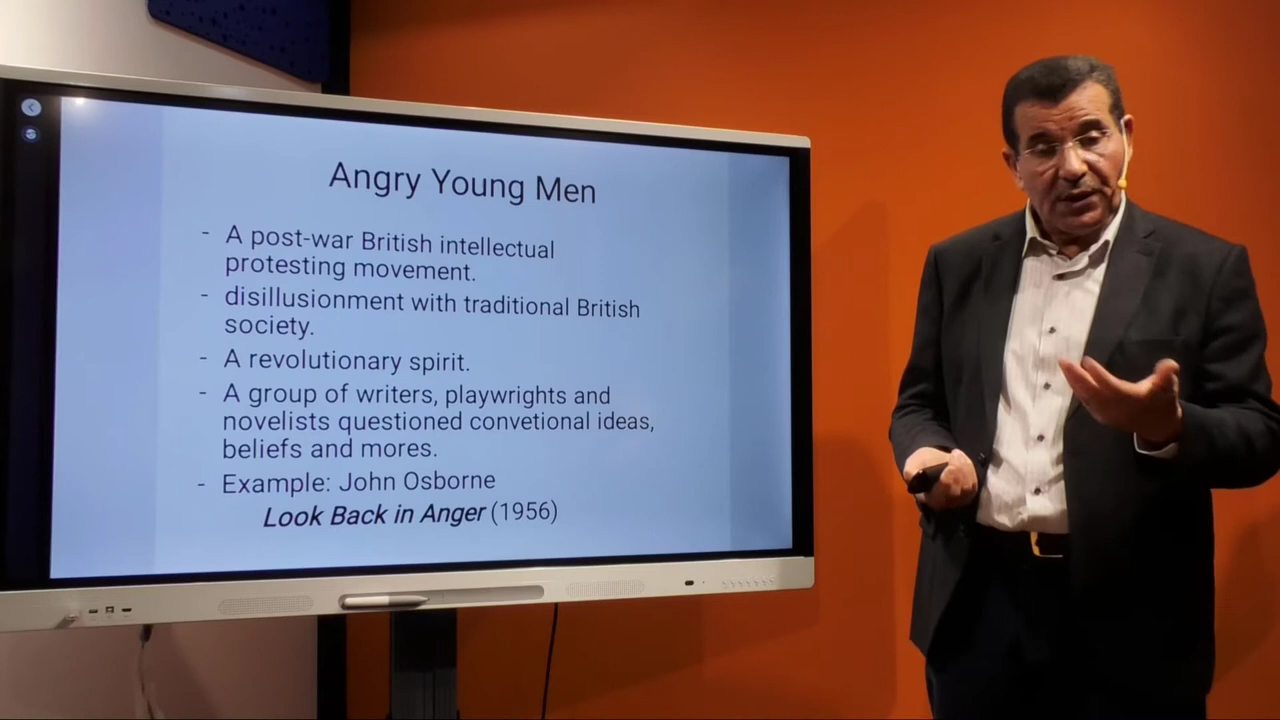 Angry Young Men
- A post-war British intellectual
protesting movement.
- disillusionment with traditional British
society.
- A revolutionary spirit.
- A group of writers, playwrights and
novelists questioned convetional ideas,
beliefs and mores.
- Example: John Osborne
Look Back in Anger (1956)